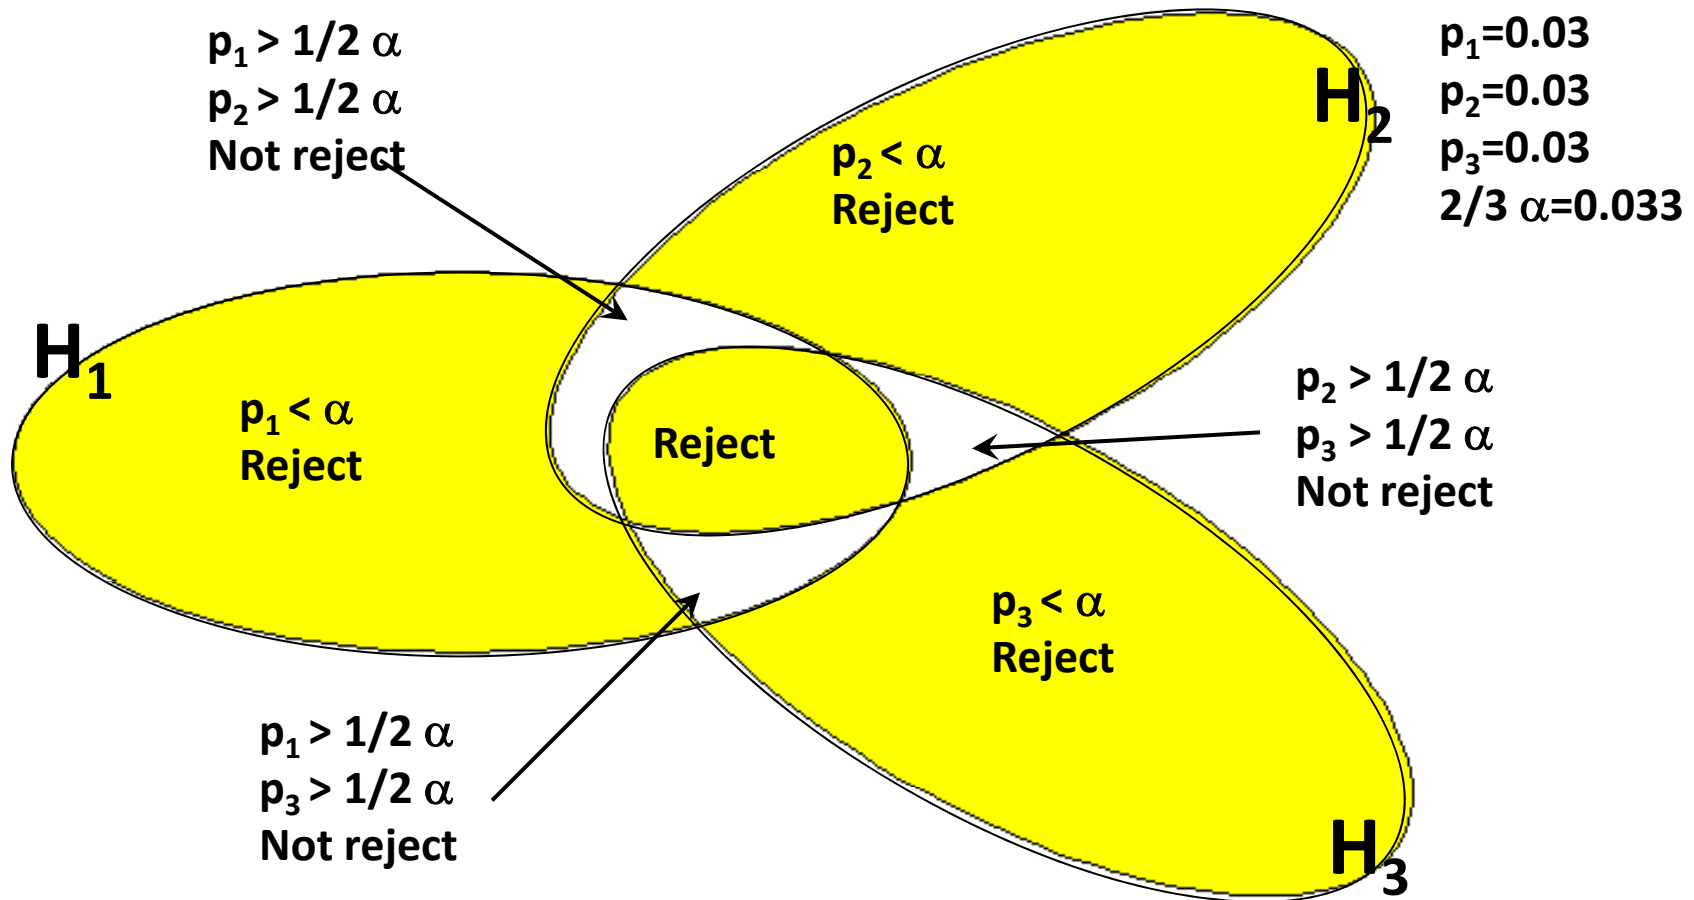 p₁ > 1/2 α
p₂ > 1/2 α
Not reject
p₁=0.03
p₂=0.03
p₃=0.03
2/3 α=0.033
H₂
p₂ < α
Reject
H₁
p₁ < α
Reject
Reject
p₂ > 1/2 α
p₃ > 1/2 α
Not reject
p₃ < α
Reject
p₁ > 1/2 α
p₃ > 1/2 α
Not reject
H₃